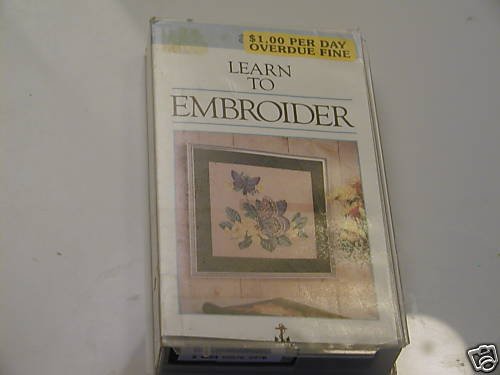 $1.00 PER DAY
OVERDUE FINE
LEARN
TO
EMBROIDER